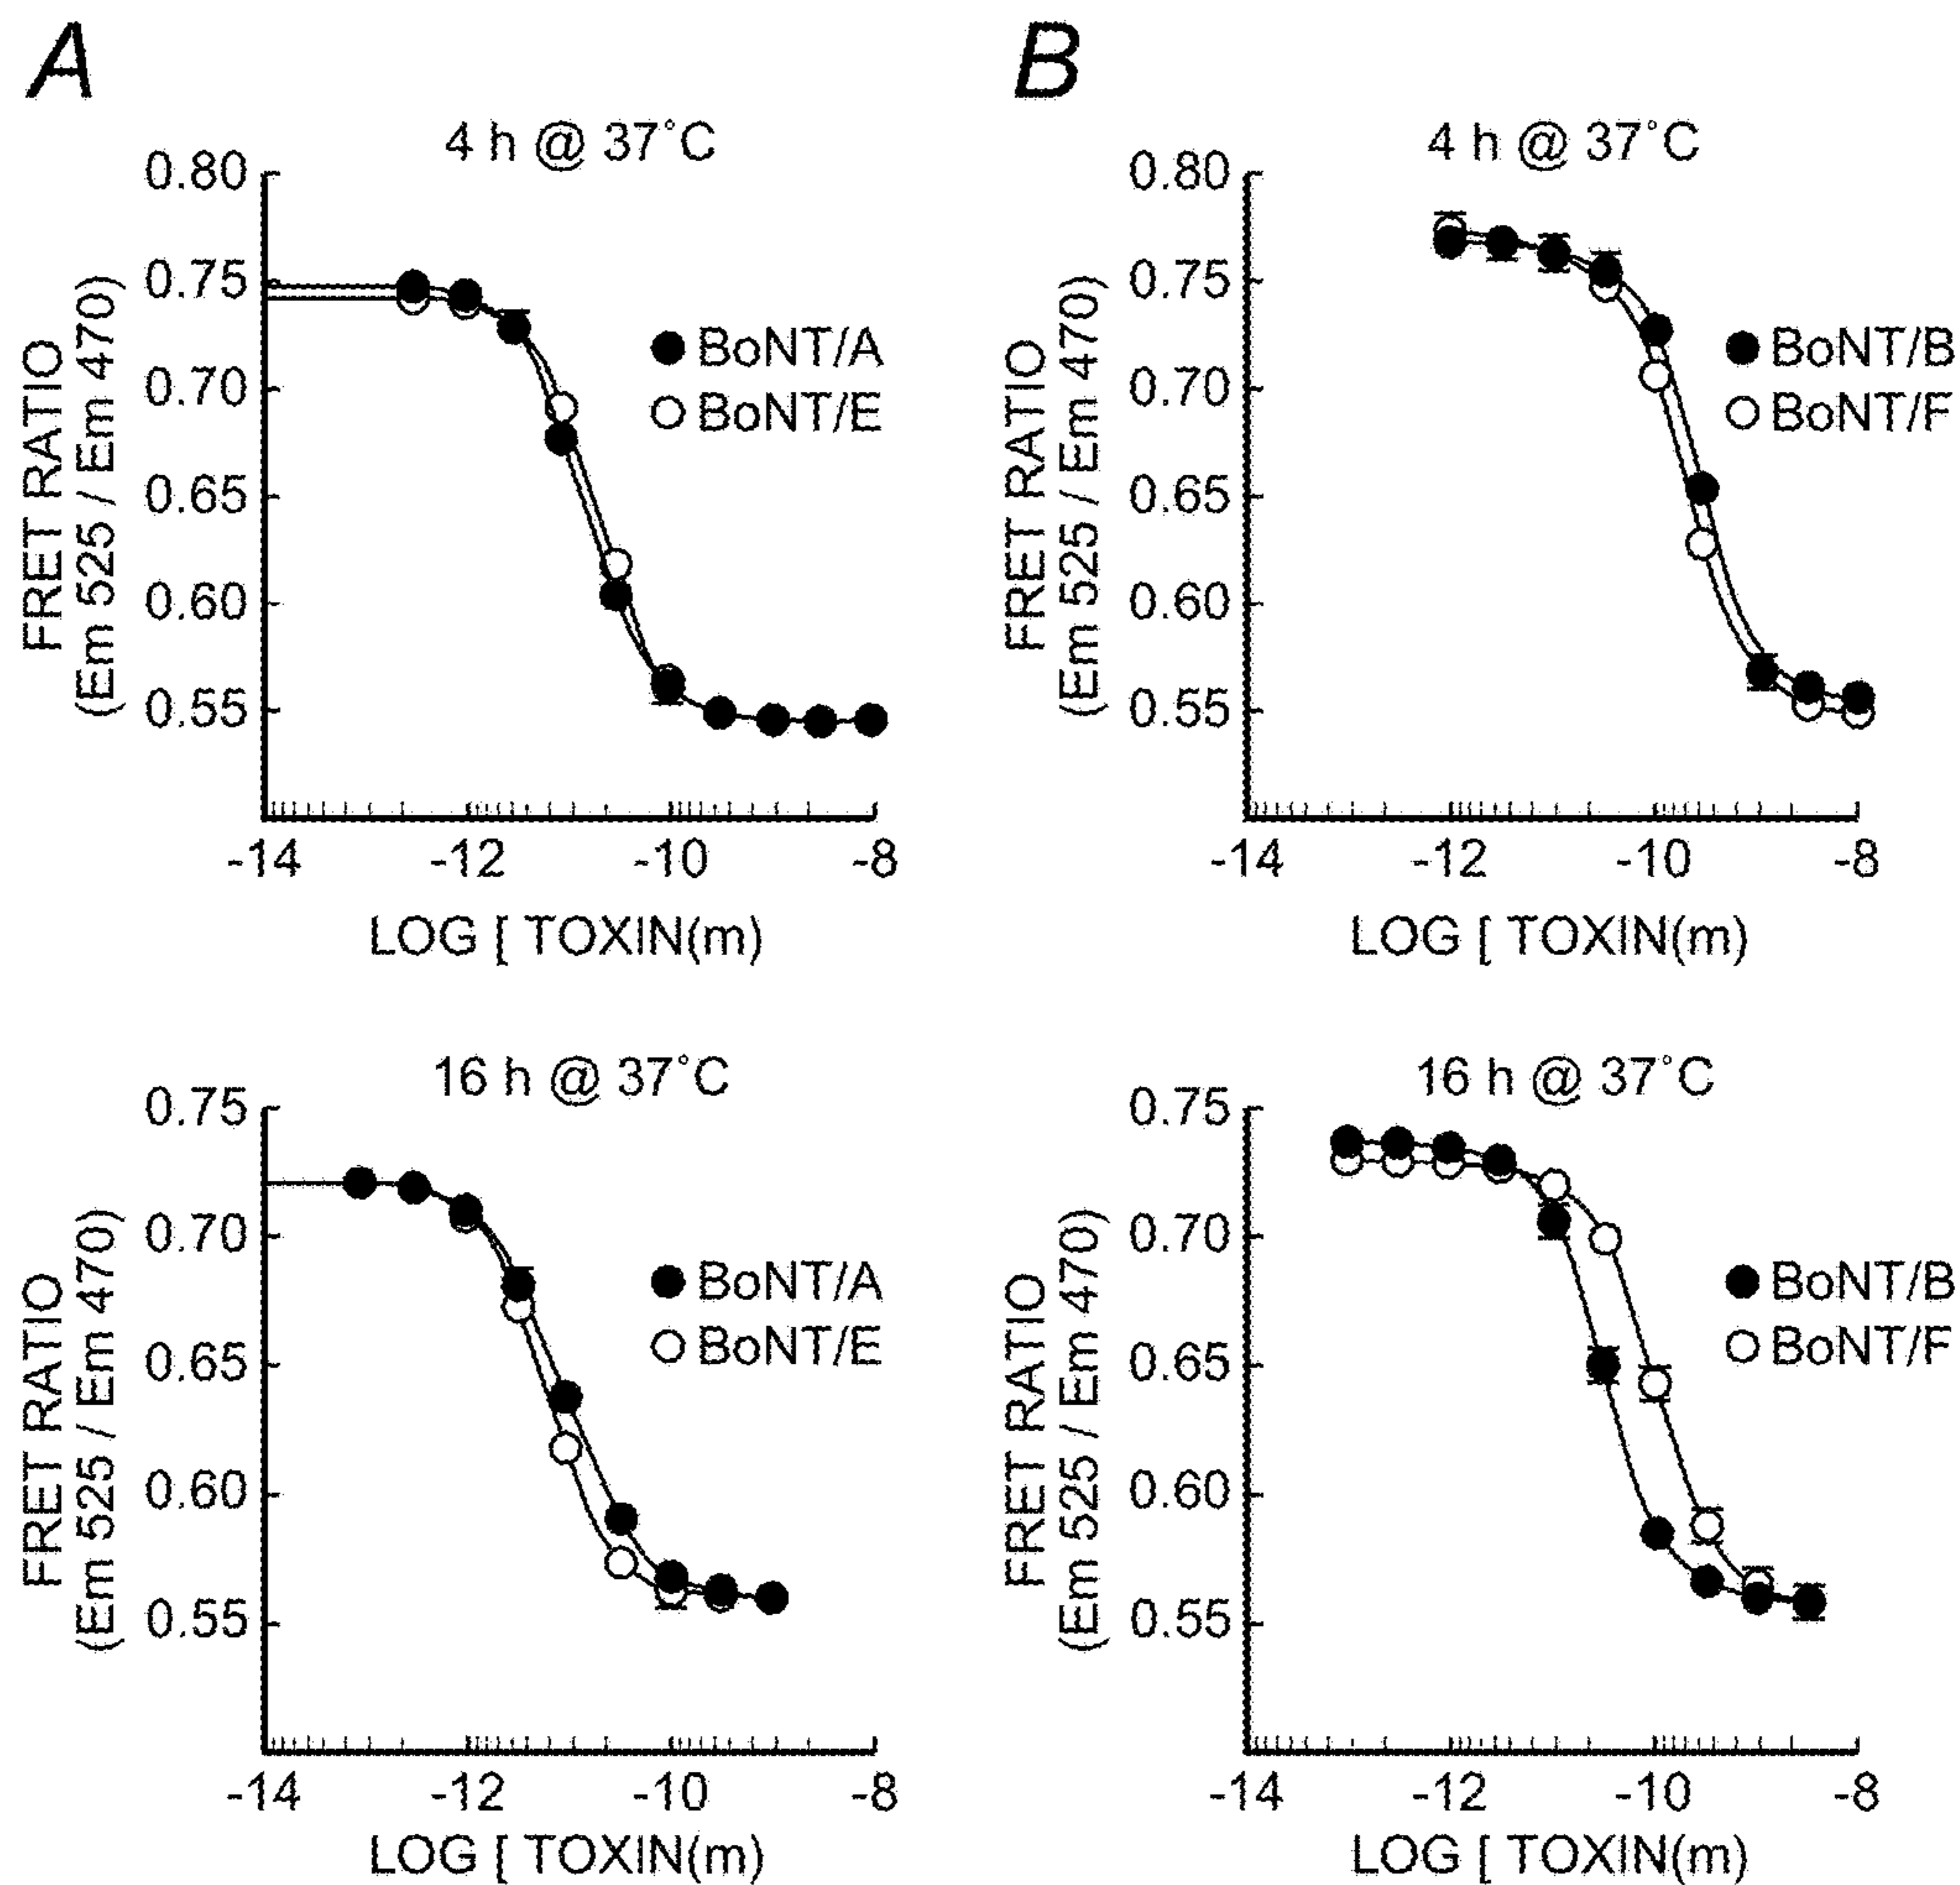 A
B
4 h @ 37°C
0.80
0.75
0.70
0.65
0.60
0.55
FRET RATIO
(Em 525 / Em 470)
BoNT/A
BoNT/E
-14 -12 -10 -8
LOG [ TOXIN(m)
4 h @ 37°C
0.80
0.75
0.70
0.65
0.60
0.55
FRET RATIO
(Em 525 / Em 470)
BoNT/B
BoNT/F
-14 -12 -10 -8
LOG [ TOXIN(m)
16 h @ 37°C
0.75
0.70
0.65
0.60
0.55
FRET RATIO
(Em 525 / Em 470)
BoNT/A
BoNT/E
-14 -12 -10 -8
LOG [ TOXIN(m)
16 h @ 37°C
0.75
0.70
0.65
0.60
0.55
FRET RATIO
(Em 525 / Em 470)
BoNT/B
BoNT/F
-14 -12 -10 -8
LOG [ TOXIN(m)